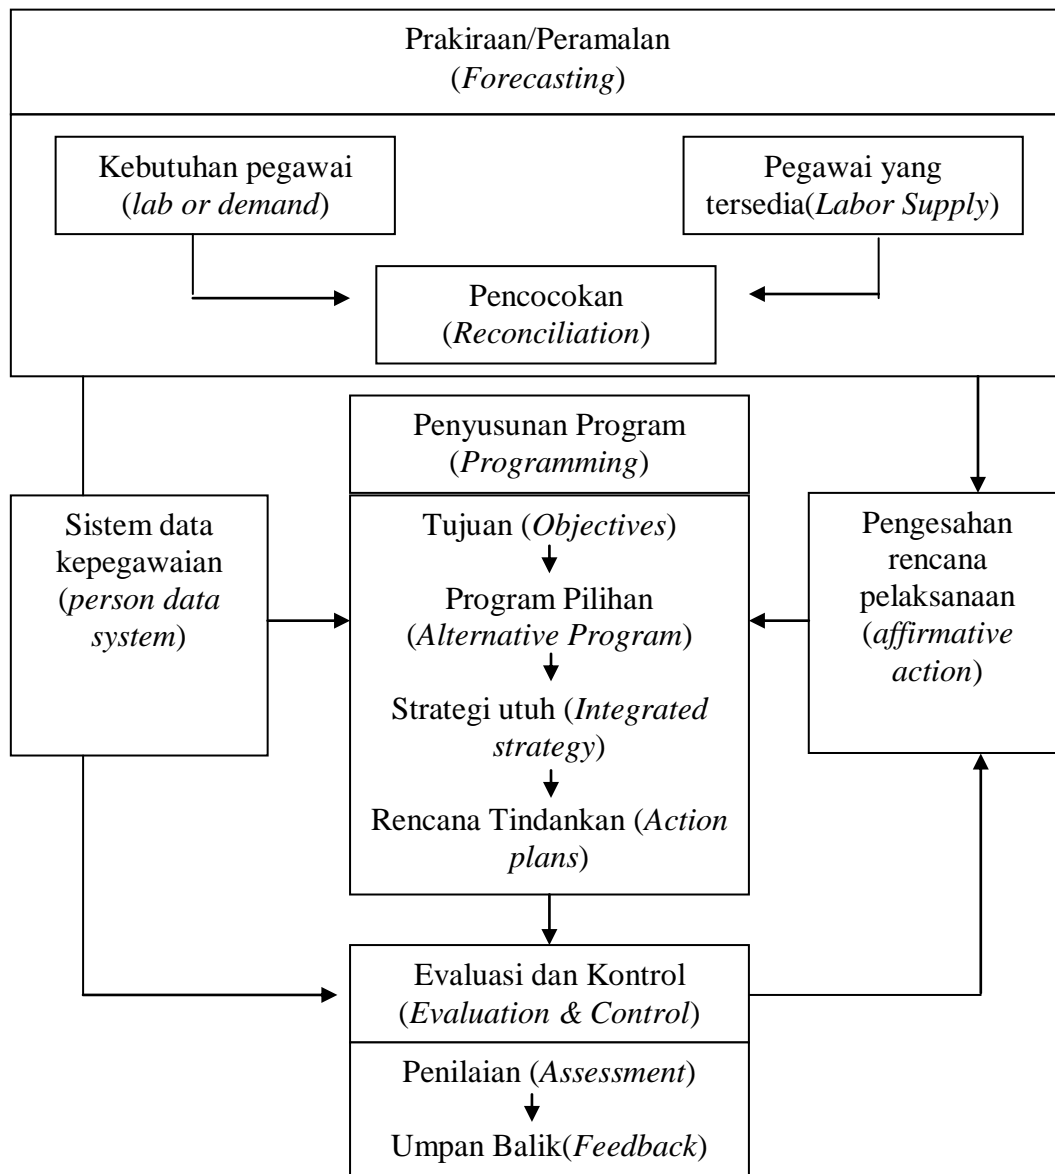 Prakiraan/Peramalan
(Forecasting)
Kebutuhan pegawai
(lab or demand)
Pegawai yang
tersedia(Labor Supply)
Pencocokan
(Reconciliation)
Penyusunan Program
(Programming)
Sistem data
kepegawaian
(person data
system)
Tujuan (Objectives)
Program Pilihan
(Alternative Program)
Strategi utuh (Integrated
strategy)
Rencana Tindankan (Action
plans)
Pengesahan
rencana
pelaksanaan
(affirmative
action)
Evaluasi dan Kontrol
(Evaluation & Control)
Penilaian (Assessment)
Umpan Balik(Feedback)